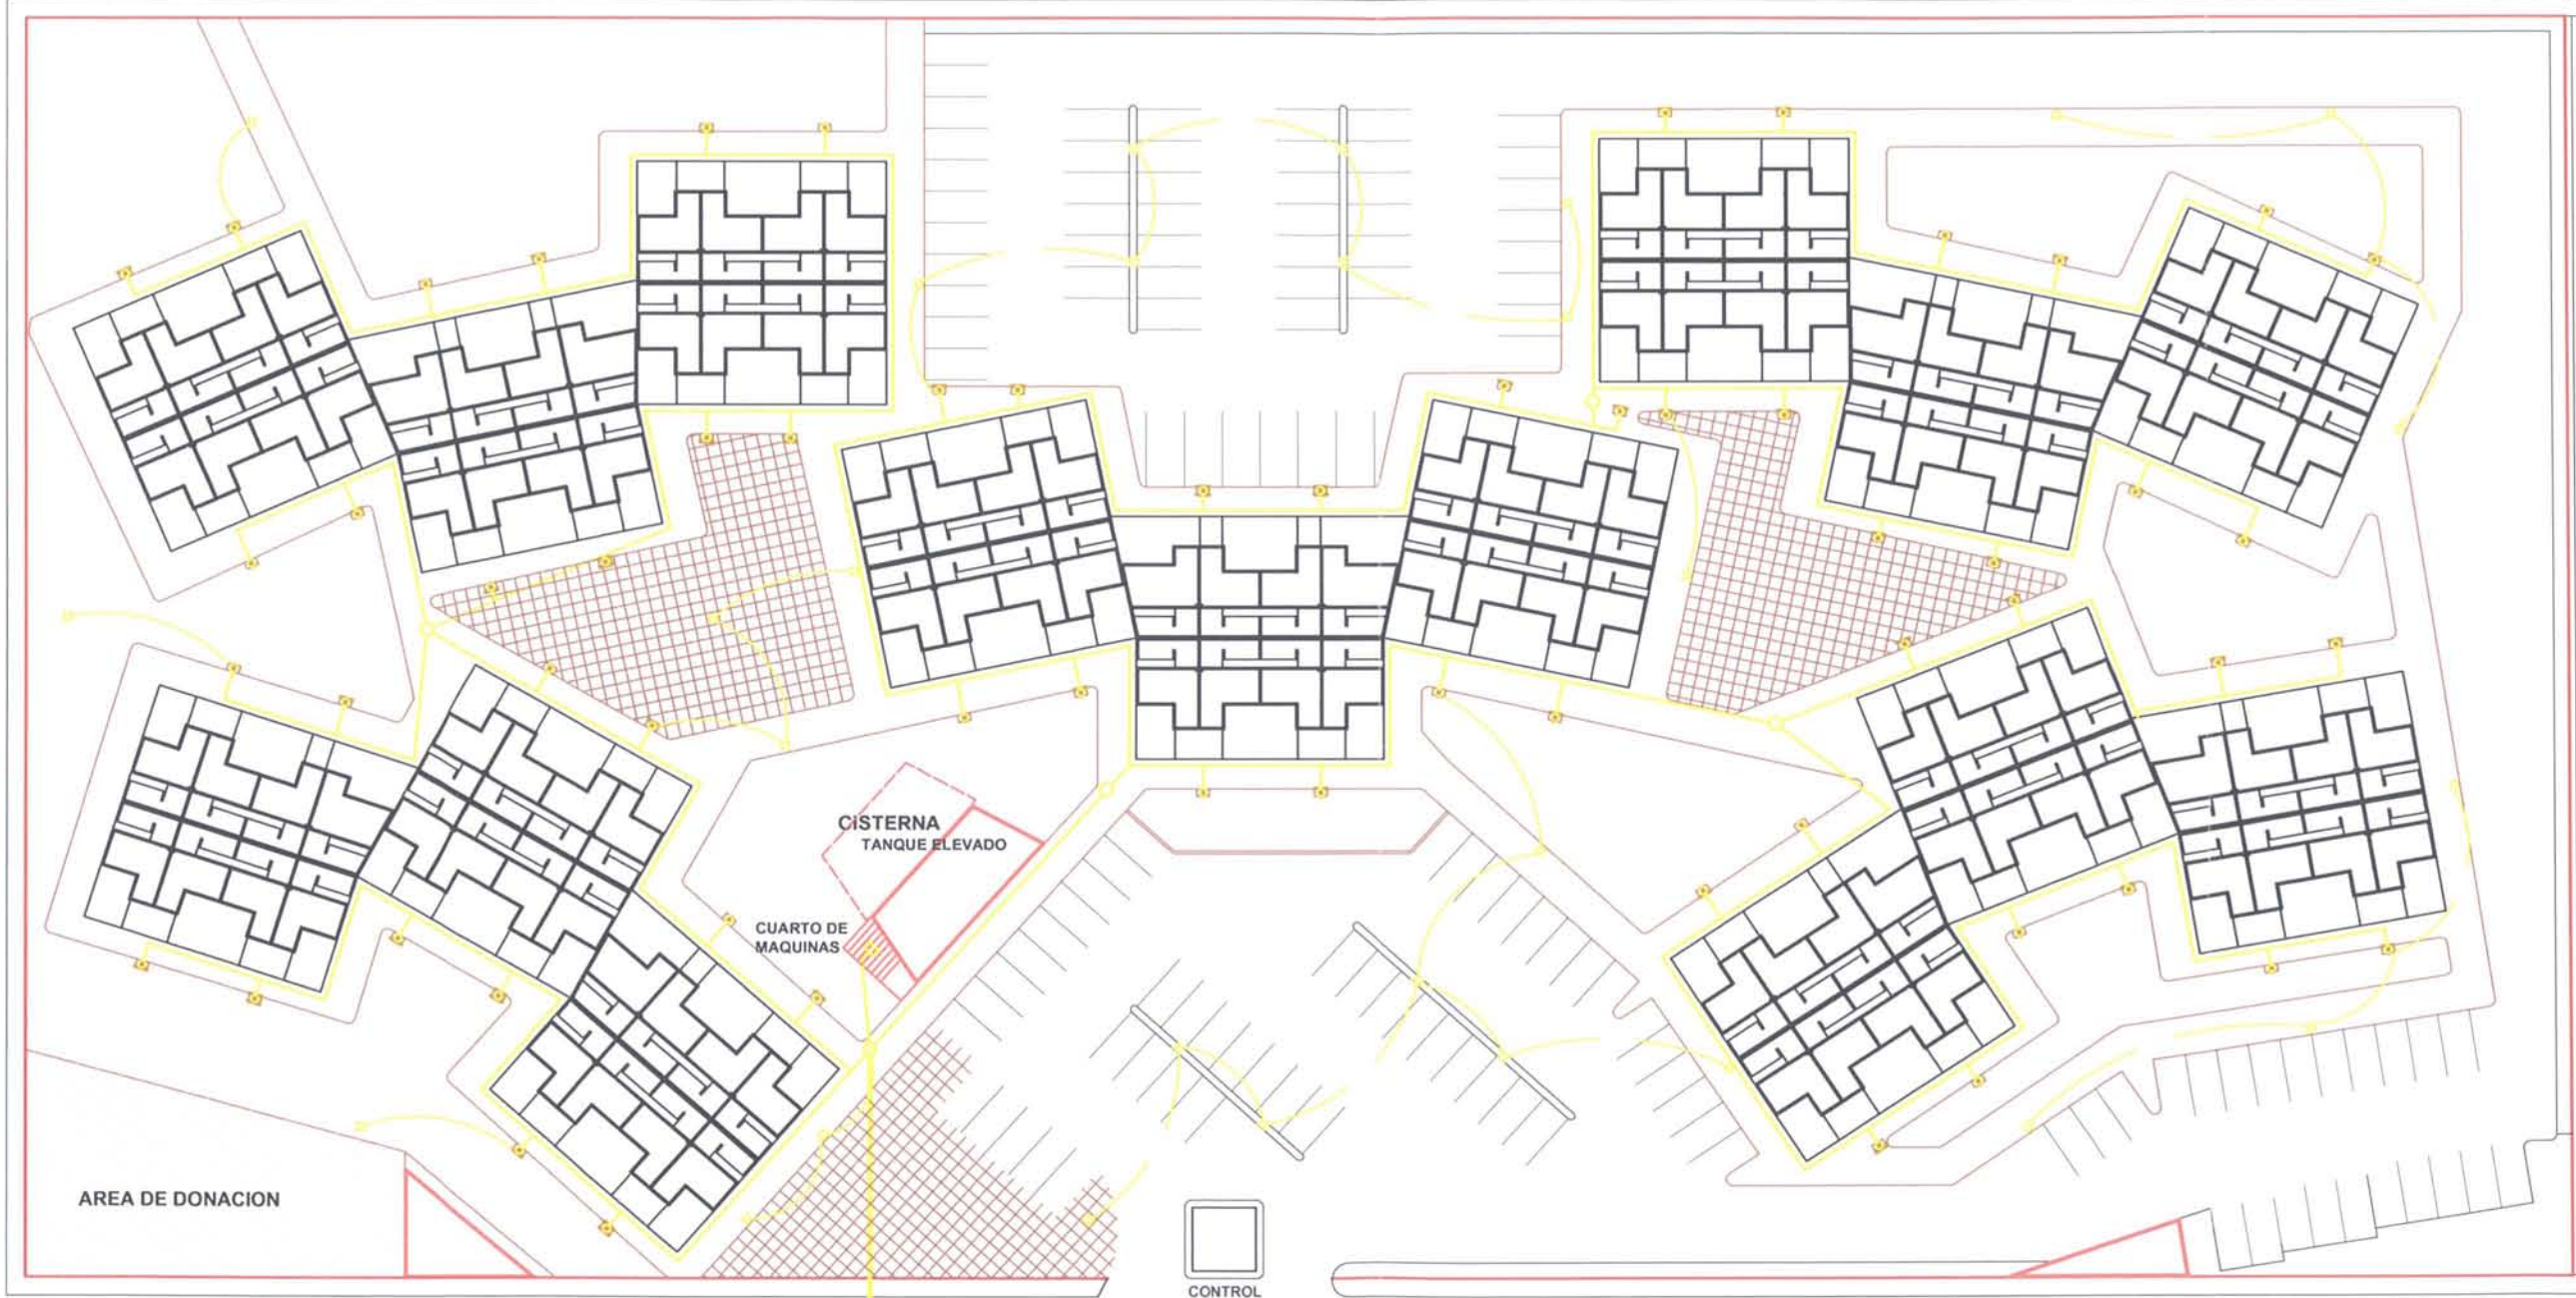 CISTERNA
TANQUE ELEVADO
CUARTO DE
MAQUINAS
AREA DE DONACION
CONTROL